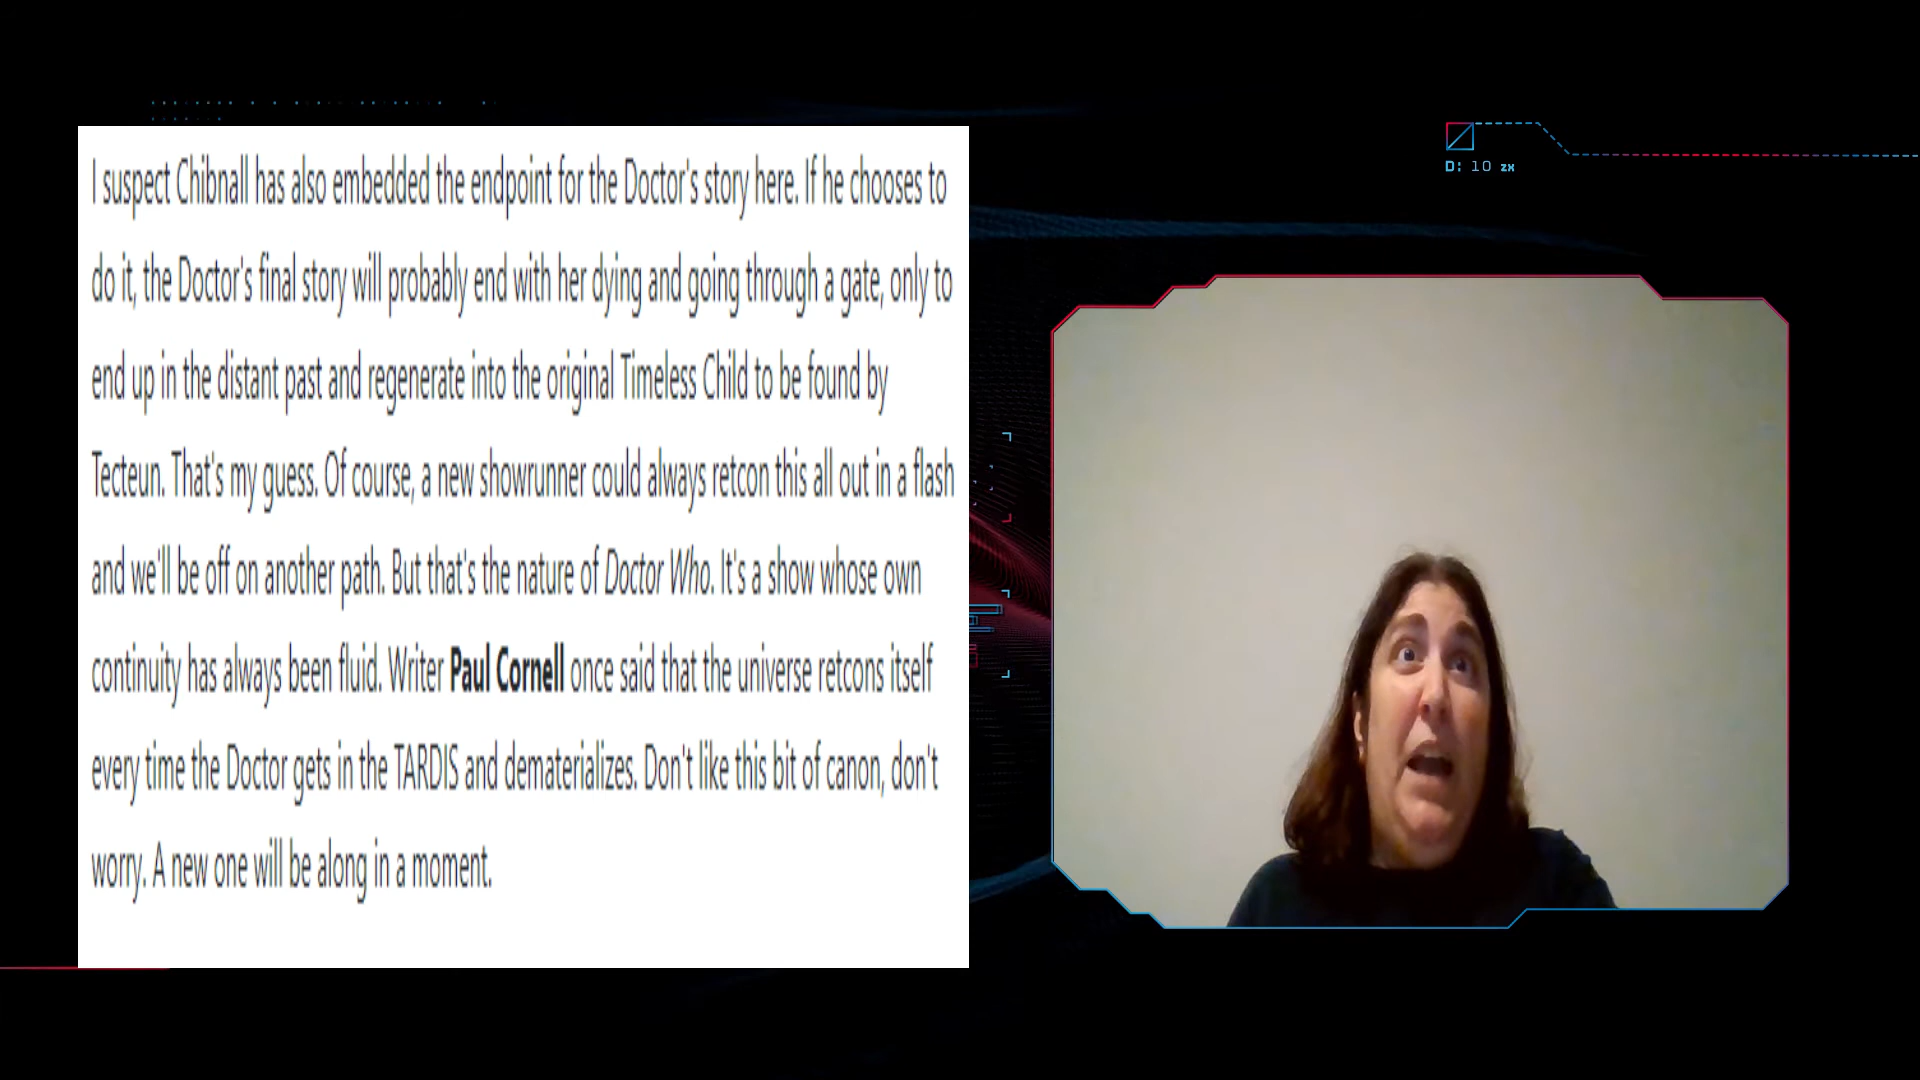 I suspect Chibnall has also embedded the endpoint for the Doctor's story here. If he chooses to
do it, the Doctor's final story will probably end with her dying and going through a gate, only to
end up in the distant past and regenerate into the original Timeless Child to be found by
Tecteun. That's my guess. Of course, a new showrunner could always retcon this all out in a flash
and we'll be off on another path. But that's the nature of Doctor Who. It's a show whose own
continuity has always been fluid. Writer Paul Cornell once said that the universe retcons itself
every time the Doctor gets in the TARDIS and dematerializes. Don't like this bit of canon, don't
worry. A new one will be along in a moment.
D: 10 zx